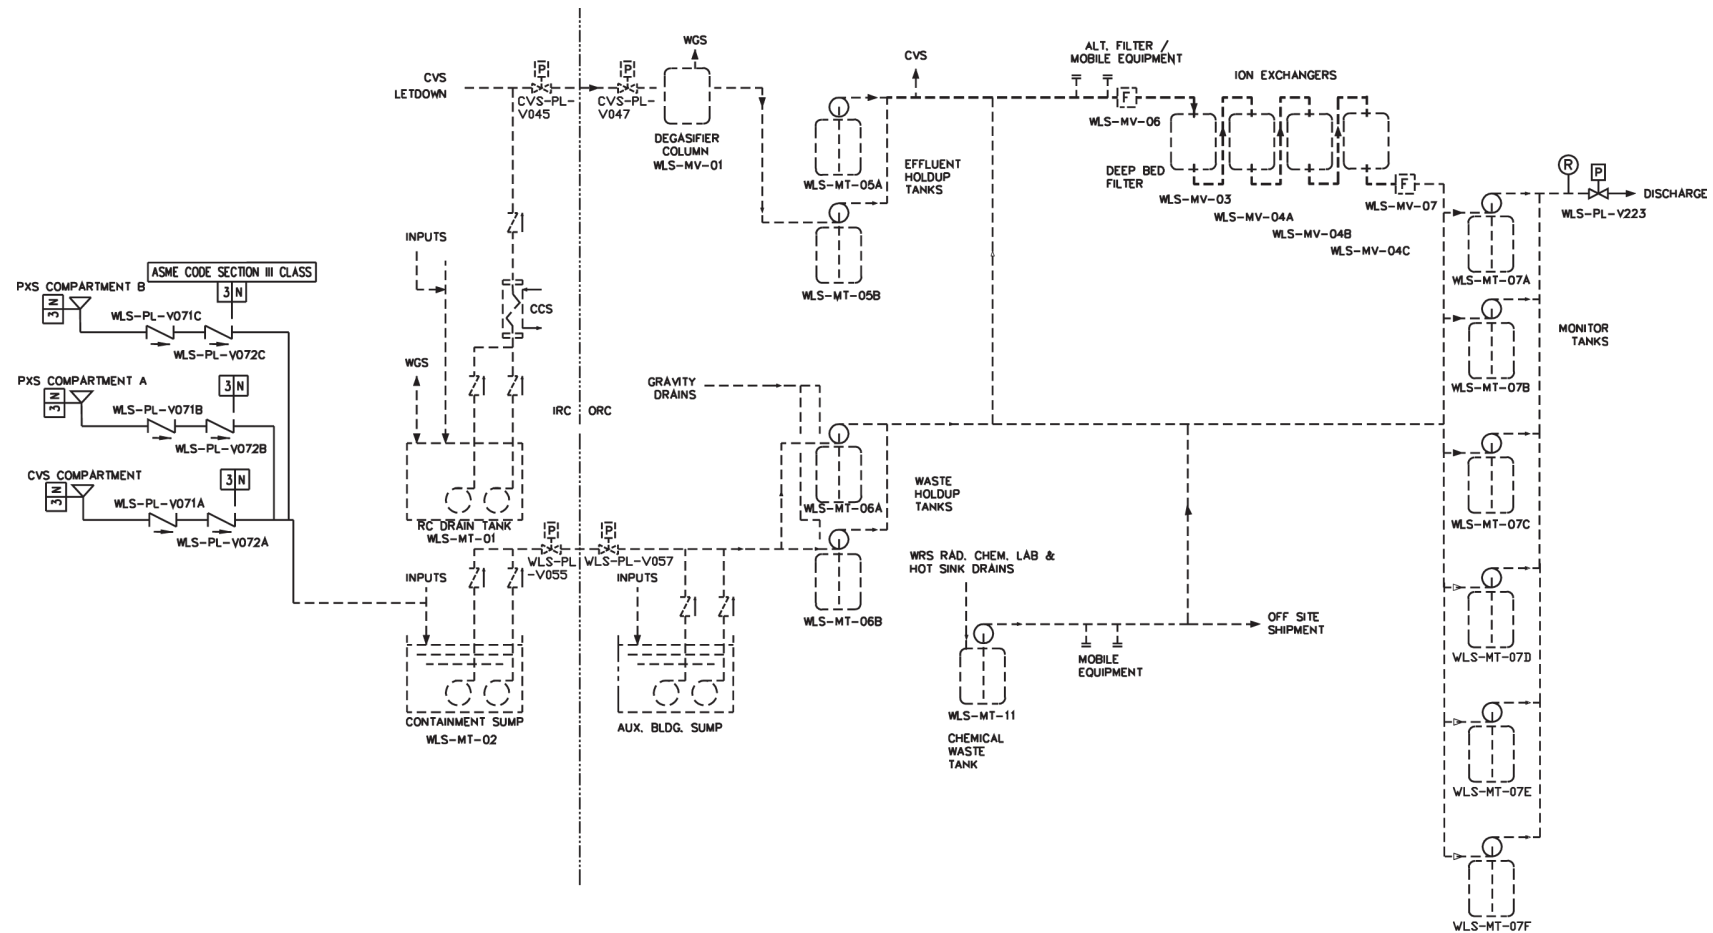 WGS
CVS
LETDOWN
P
CVS-PL-
V045
P
CVS-PL-
V047
DEGASIFIER
COLUMN
WLS-MV-01
CVS
ALT. FILTER /
MOBILE EQUIPMENT
F
WLS-MV-06
ION EXCHANGERS
WLS-MT-05A
EFFLUENT
HOLDUP
TANKS
WLS-MT-05B
DEEP BED
FILTER
WLS-MV-03
WLS-MV-04A
WLS-MV-04B
WLS-MV-04C
F
WLS-MV-07
R
P
DISCHARGE
WLS-PL-V223
WLS-MT-07A
WLS-MT-07B
MONITOR
TANKS
WLS-MT-07C
WLS-MT-07D
WLS-MT-07E
WLS-MT-07F
INPUTS
CCS
WGS
IRC
ORC
ASME CODE SECTION III CLASS
3 N
PXS COMPARTMENT B
3 N
WLS-PL-V071C
WLS-PL-V072C
3 N
PXS COMPARTMENT A
3 N
WLS-PL-V071B
WLS-PL-V072B
3 N
CVS COMPARTMENT
3 N
WLS-PL-V071A
WLS-PL-V072A
RC DRAIN TANK
WLS-MT-01
GRAVITY
DRAINS
WLS-MT-06A
WASTE
HOLDUP
TANKS
WLS-MT-06B
P
WLS-PL
-V055
P
WLS-PL-V057
INPUTS
INPUTS
CONTAINMENT SUMP
WLS-MT-02
AUX. BLDG. SUMP
WRS RAD. CHEM. LAB &
HOT SINK DRAINS
OFF SITE
SHIPMENT
MOBILE
EQUIPMENT
WLS-MT-11
CHEMICAL
WASTE
TANK